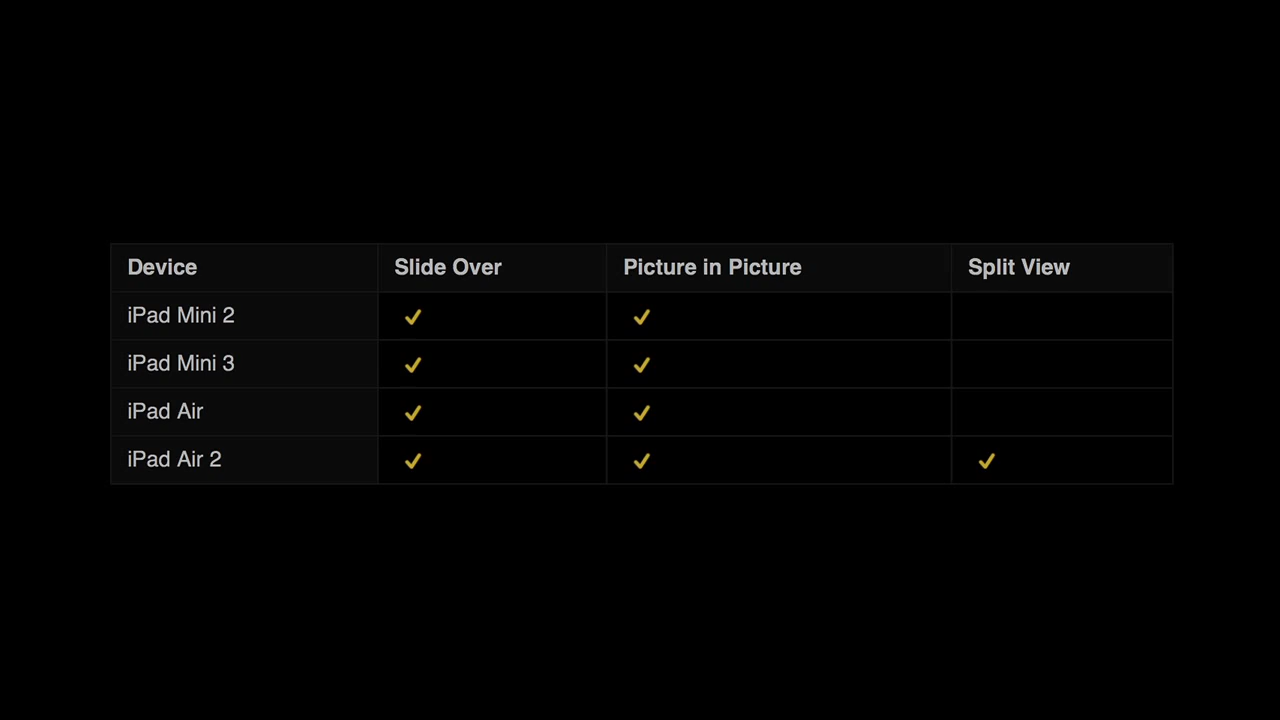 Device Slide Over Picture in Picture Split View
iPad Mini 2 ✓ ✓
iPad Mini 3 ✓ ✓
iPad Air ✓ ✓
iPad Air 2 ✓ ✓ ✓